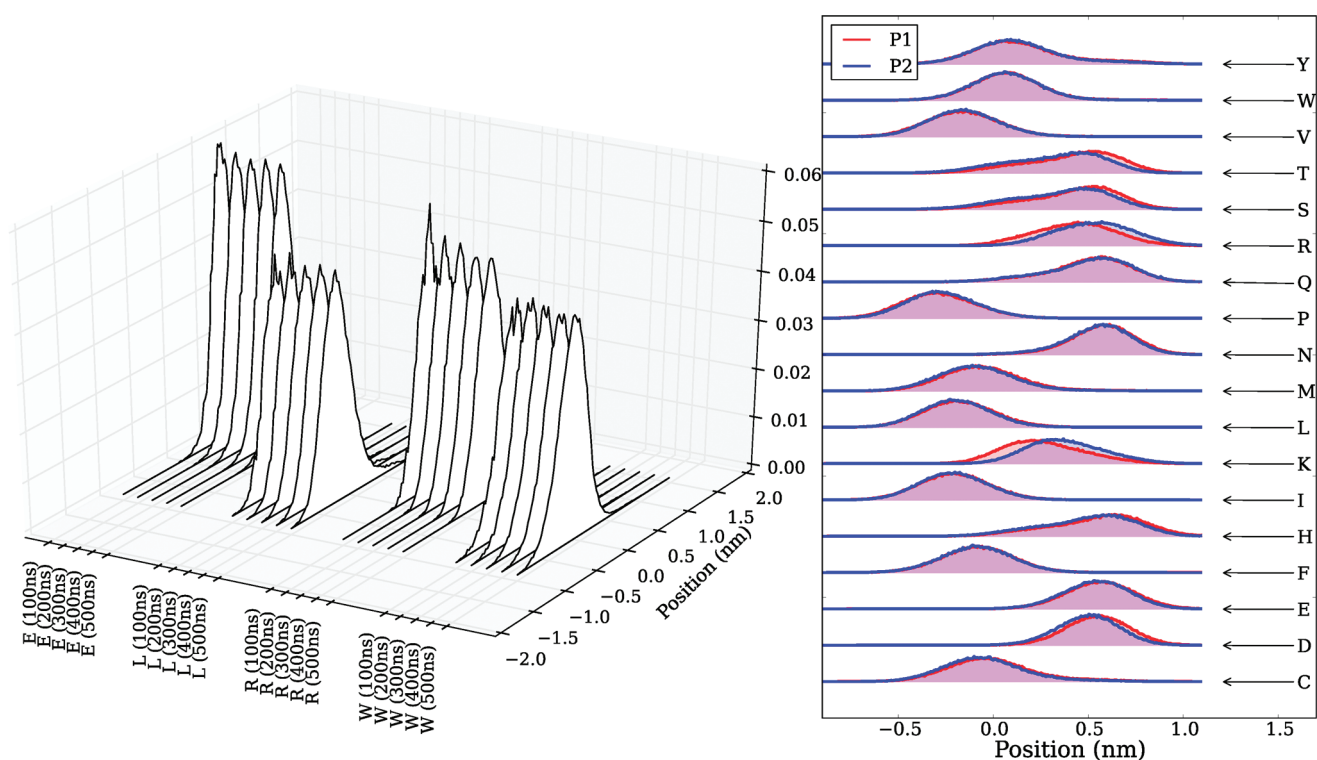 0.06
0.05
0.04
0.03
0.02
0.01
0.00
2.0
1.5
1.0
0.5
0.0
−0.5
−1.0
−1.5
−2.0
Position (nm)
E (100ns)
E (200ns)
E (300ns)
E (400ns)
E (500ns)
L (100ns)
L (200ns)
L (300ns)
L (400ns)
L (500ns)
R (100ns)
R (200ns)
R (300ns)
R (400ns)
R (500ns)
W (100ns)
W (200ns)
W (300ns)
W (400ns)
W (500ns)
P1
P2
Y
W
V
T
S
R
Q
P
N
M
L
K
I
H
F
E
D
C
−0.5
0.0
0.5
1.0
1.5
Position (nm)